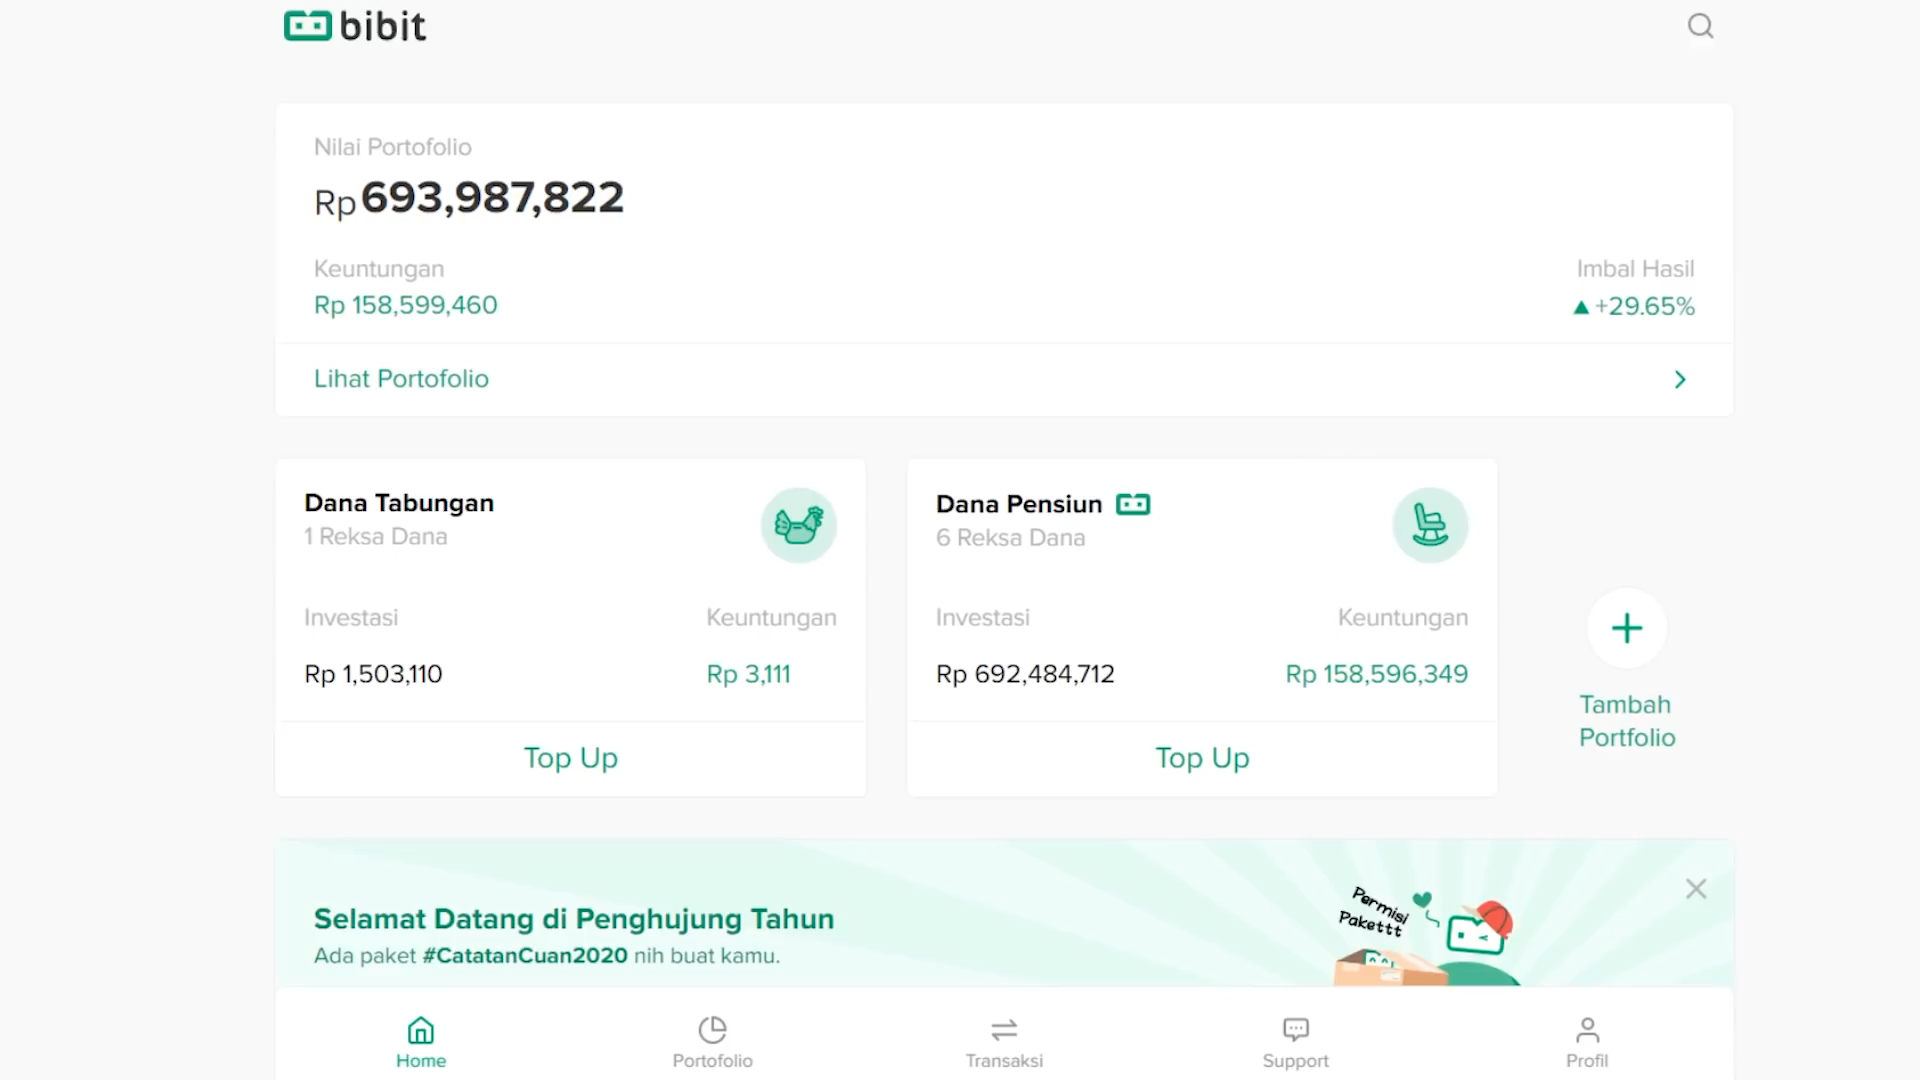 bibit
Nilai Portofolio
Rp 693,987,822
Keuntungan
Imbal Hasil
Rp 158,599,460
+29.65%
Lihat Portofolio
Dana Tabungan
1 Reksa Dana
Investasi
Keuntungan
Rp 1,503,110
Rp 3,111
Top Up
Dana Pensiun
6 Reksa Dana
Investasi
Keuntungan
Rp 692,484,712
Rp 158,596,349
Top Up
Tambah
Portfolio
Selamat Datang di Penghujung Tahun
Ada paket #CatatanCuan2020 nih buat kamu.
Permisi
Pakettt
Home
Portofolio
Transaksi
Support
Profil